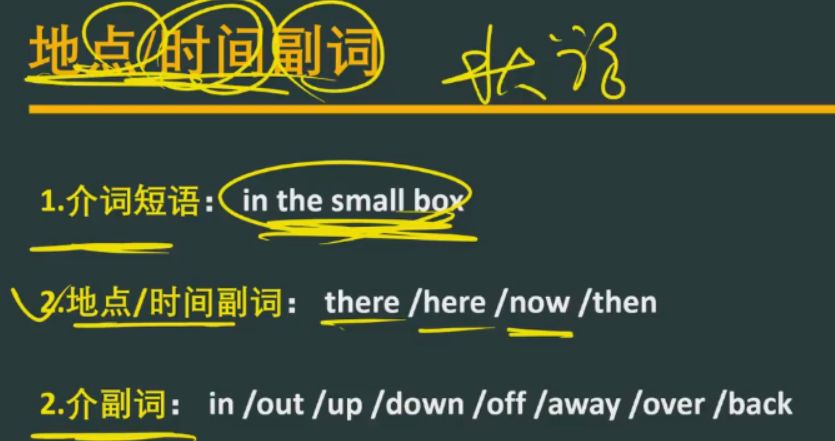 地点/时间副词 状语
1.介词短语： in the small box
2.地点/时间副词： there /here /now /then
2.介副词： in /out /up /down /off /away /over /back